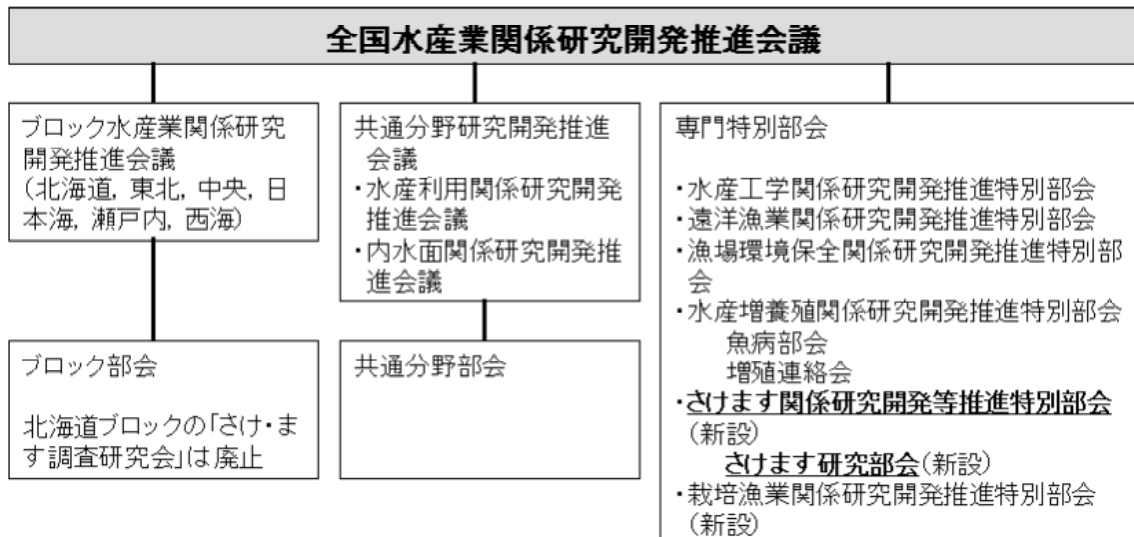 全国水産業関係研究開発推進会議
ブロック水産業関係研究
開発推進会議
(北海道, 東北, 中央, 日
本海, 瀬戸内, 西海)
ブロック部会
北海道ブロックの「さけ・ま
す調査研究会」は廃止
共通分野研究開発推進
会議
・水産利用関係研究開発
推進会議
・内水面関係研究開発推
進会議
共通分野部会
専門特別部会
・水産工学関係研究開発推進特別部会
・遠洋漁業関係研究開発推進特別部会
・漁場環境保全関係研究開発推進特別部
会
・水産増養殖関係研究開発推進特別部会
魚病部会
増殖連絡会
・さけます関係研究開発等推進特別部会
(新設)
さけます研究部会(新設)
・栽培漁業関係研究開発推進特別部会
(新設)